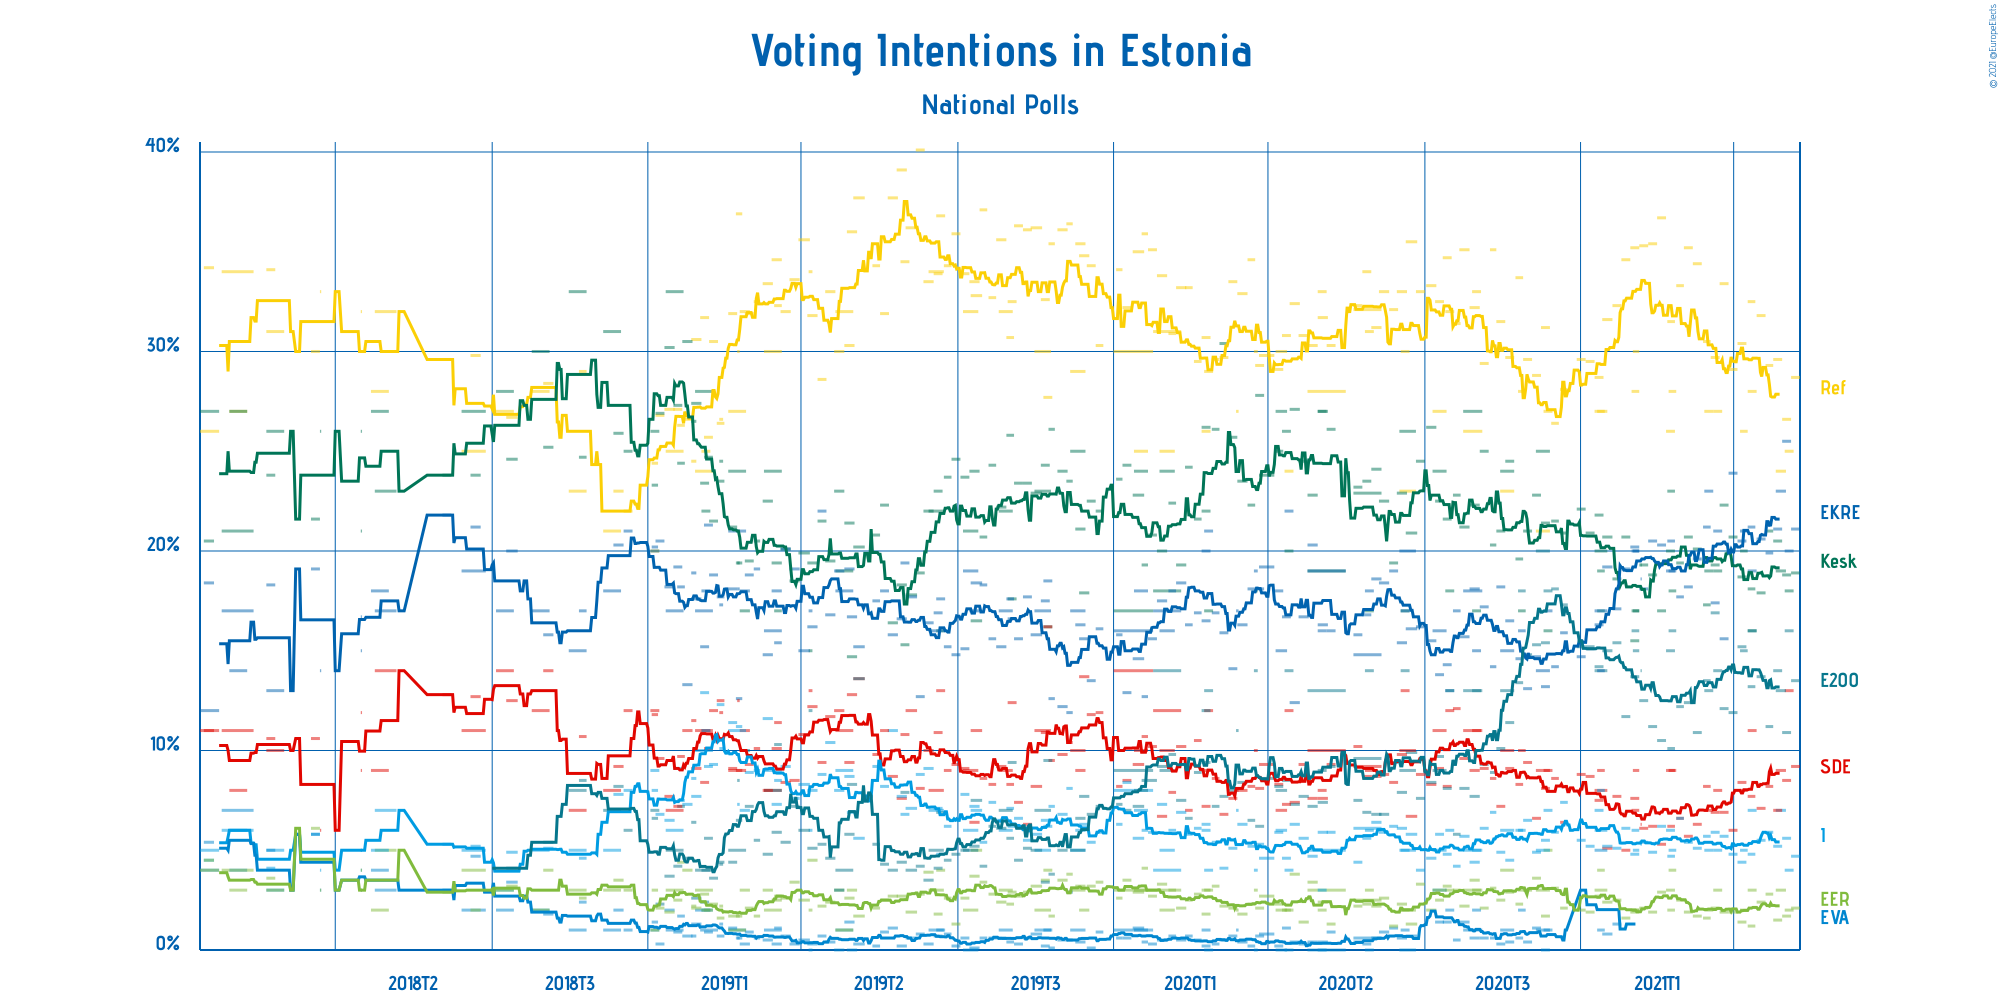 Voting Intentions in Estonia
National Polls
© 2021 @EuropeElects
40%
30%
20%
10%
0%
Ref
EKRE
Kesk
E200
SDE
I
EER
EVA
2018T2
2018T3
2019T1
2019T2
2019T3
2020T1
2020T2
2020T3
2021T1